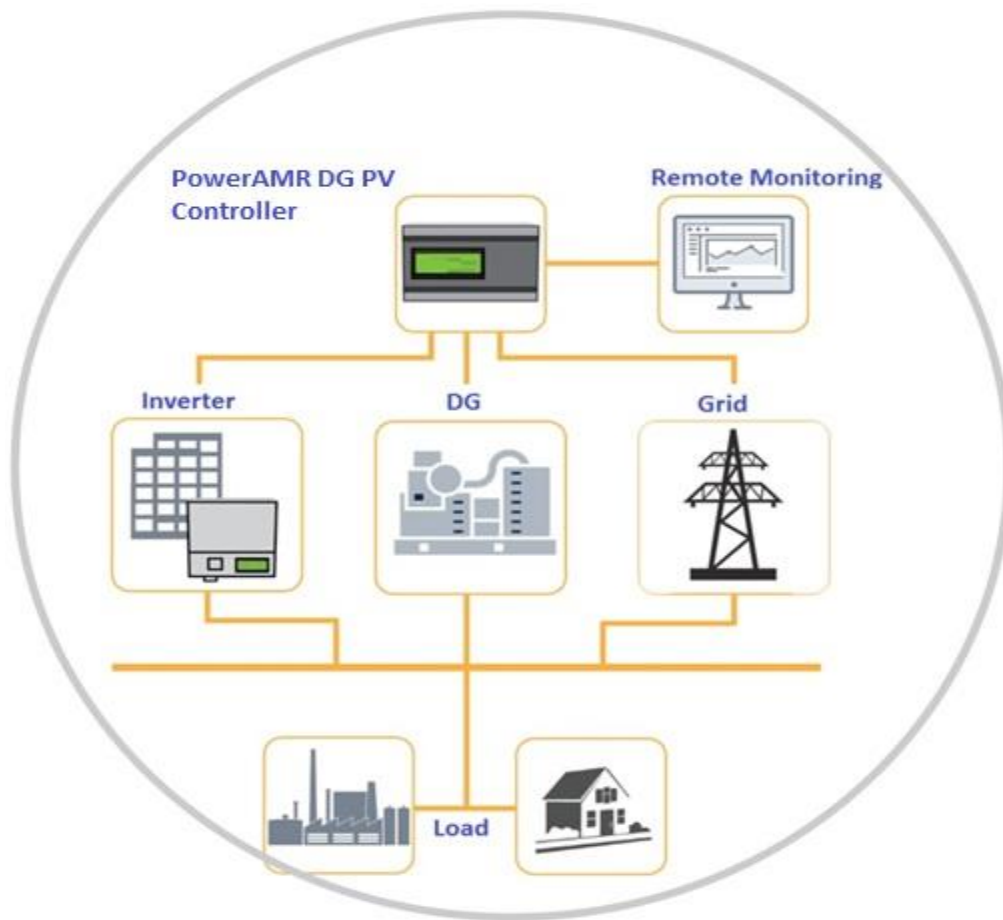 PowerAMR DG PV
Controller
Remote Monitoring
Inverter
DG
Grid
Load